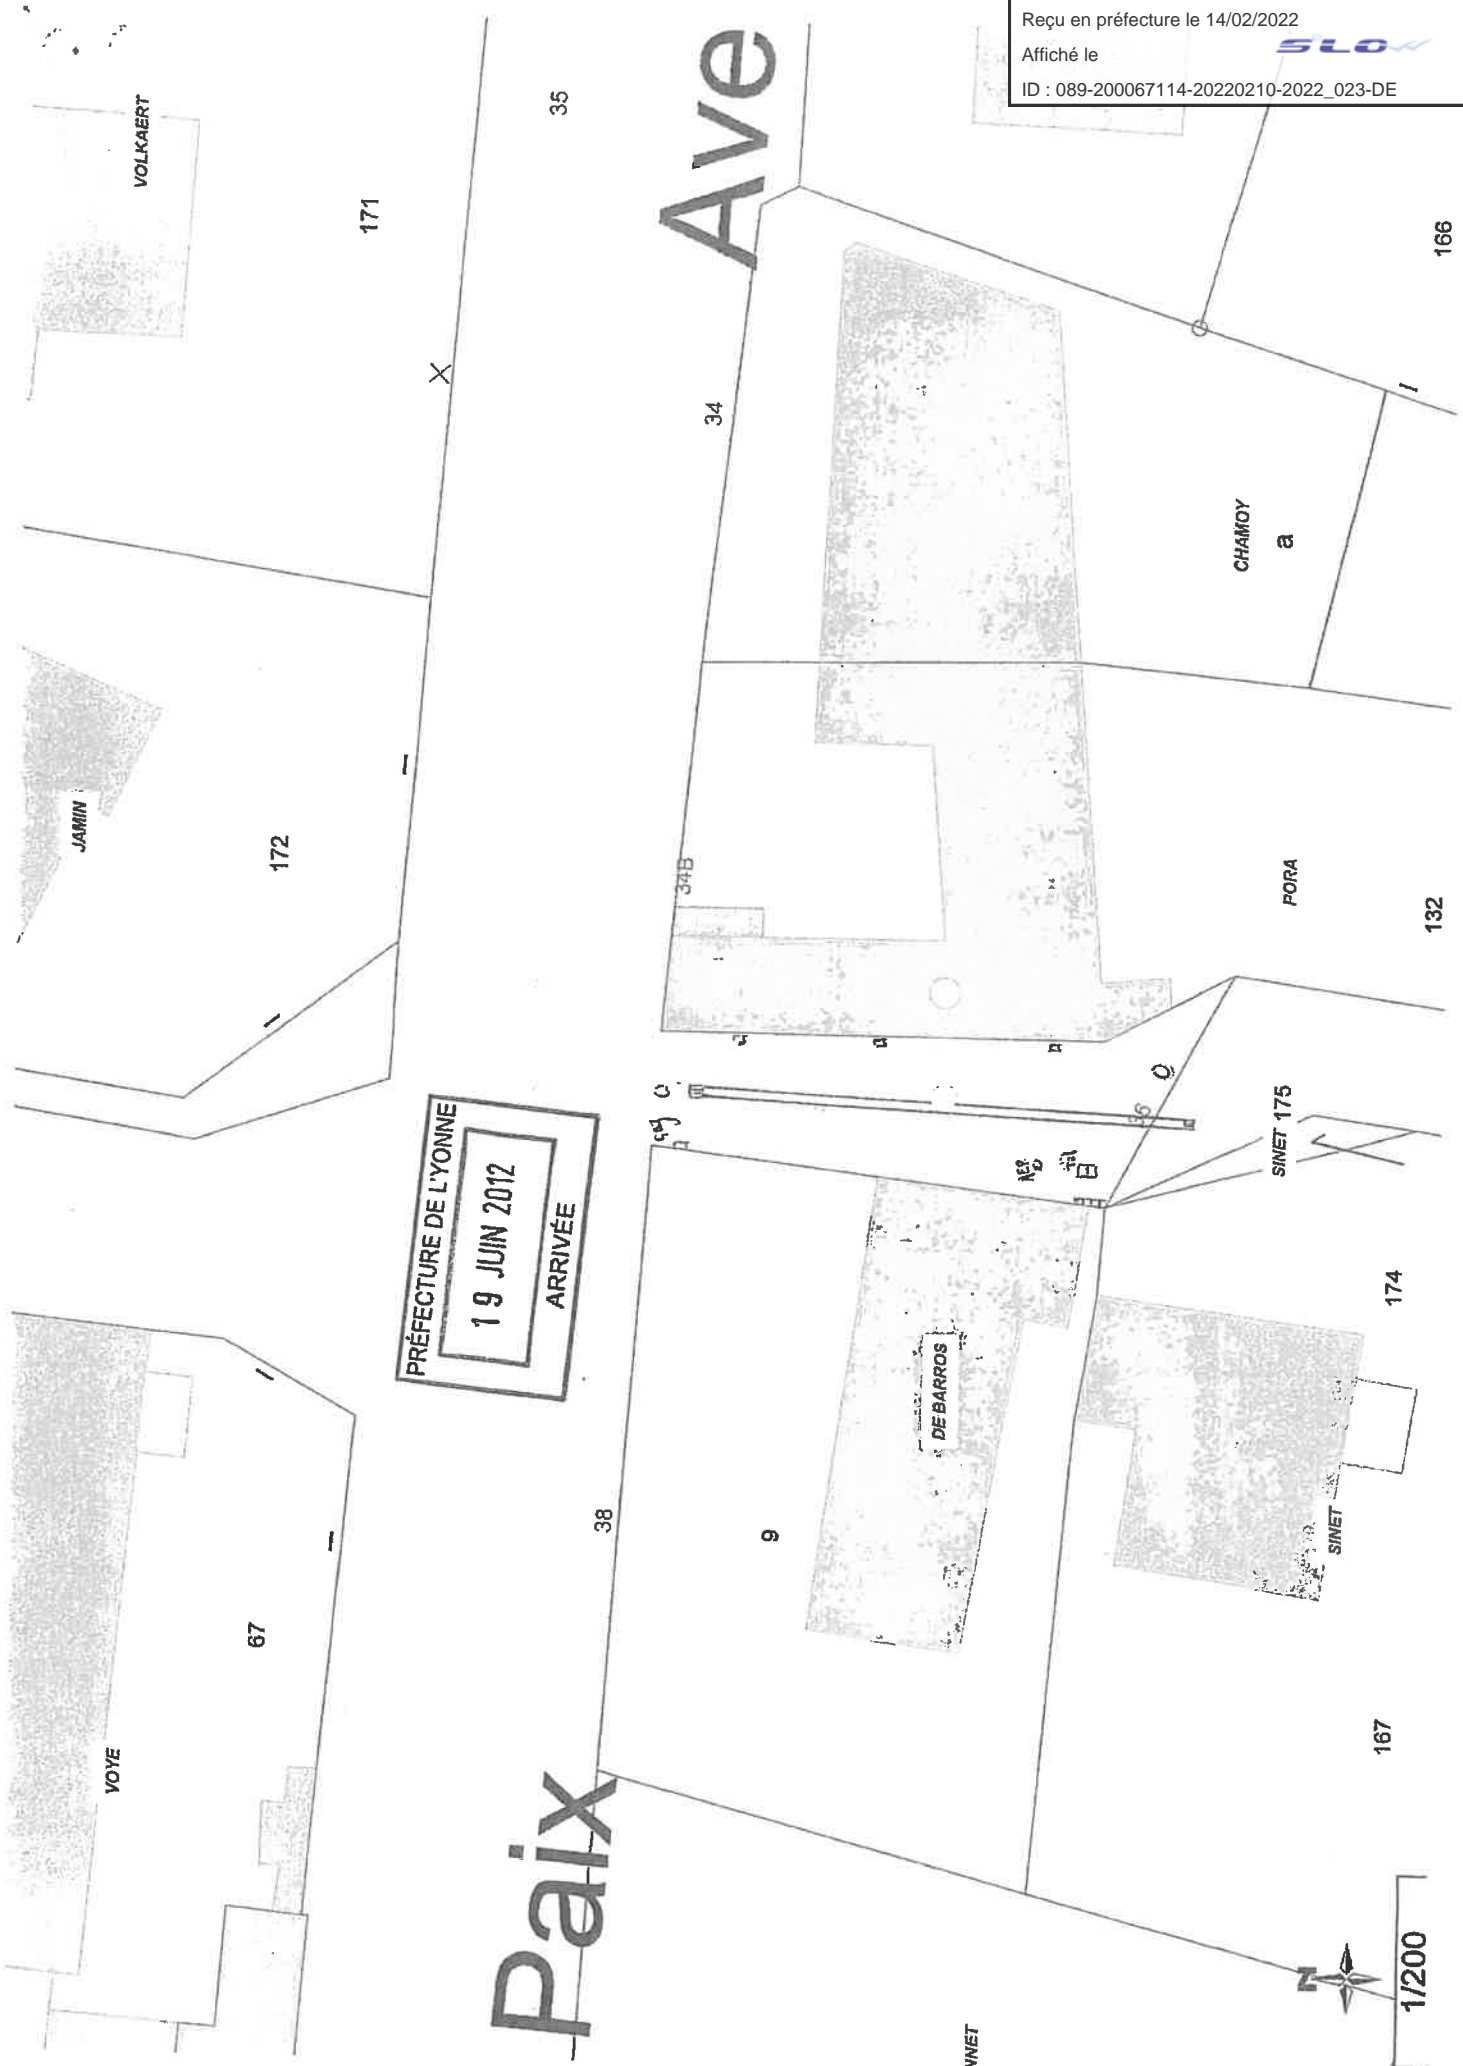 Reçu en préfecture le 14/02/2022
Affiché le
SLOW
ID : 089-200067114-20220210-2022_023-DE
VOLKAERT
171
35
Ave
166
34
CHAMOY
a
JAMIN
172
34B
PORA
132
PRÉFECTURE DE L'YONNE
19 JUIN 2012
ARRIVÉE
36
SINET 175
174
DE BARROS
38
9
SINET
67
VOYE
167
Paix
N
1/200